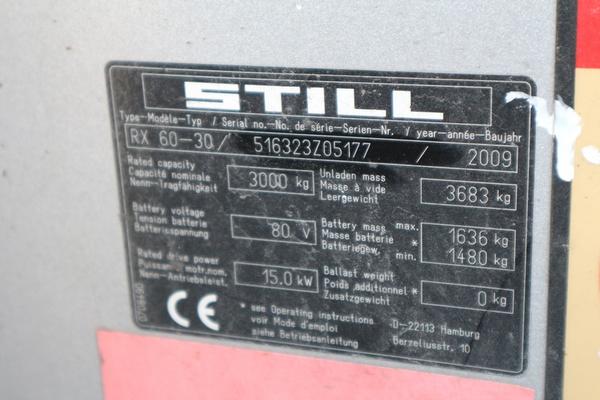 STILL
Type-Modèle-Typ / Serial no.-No. de série-Serien-Nr. / year-année-Baujahr
RX 60-30 / 516323Z05177 / 2009
Rated capacity
Capacité nominale
Nenn-Tragfähigkeit
3000 kg
Unladen mass
Masse à vide
Leergewicht
3683 kg
Battery voltage
Tension batterie
Batteriespannung
80 V
Battery mass max.
Masse batterie *
Batteriegew. min.
1636 kg
1480 kg
Rated drive power
Puissance motr.nom.
Nenn-Antriebsleist.
15.0 kW
Ballast weight
Poids additionnel *
Zusatzgewicht
0 kg
CE
* see Operating instructions
voir Mode d'emploi
siehe Betriebsanleitung
D-22113 Hamburg
Berzeliusstr. 10